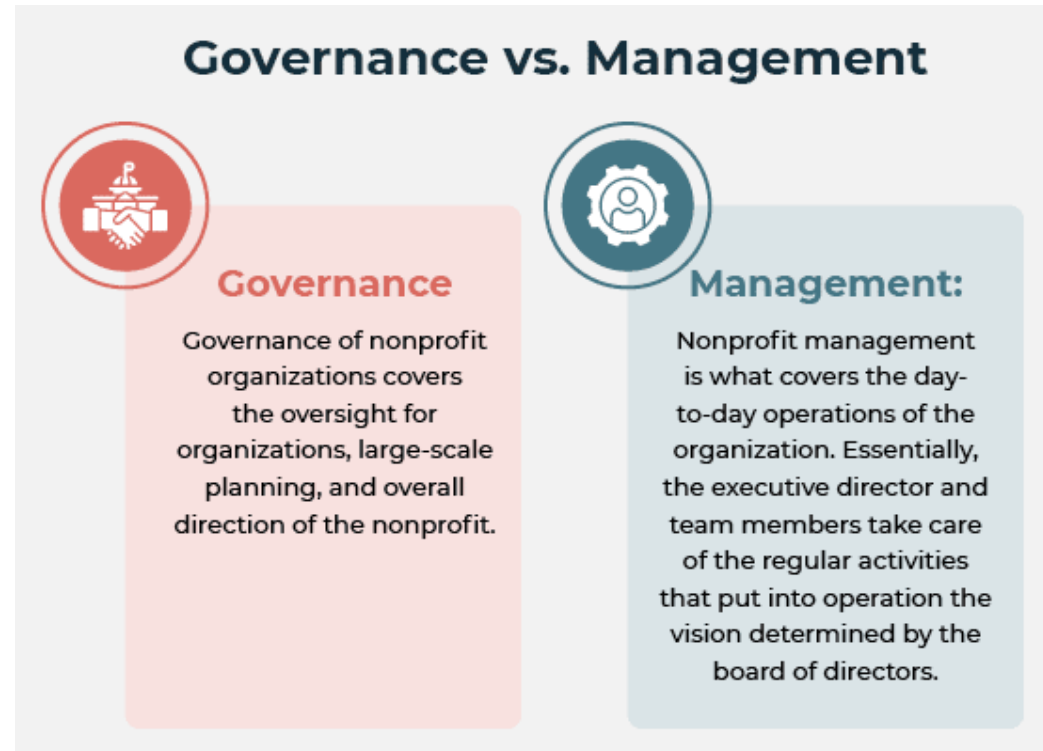 Governance vs. Management
Governance
Governance of nonprofit
organizations covers
the oversight for
organizations, large-scale
planning, and overall
direction of the nonprofit.
Management:
Nonprofit management
is what covers the day-
to-day operations of the
organization. Essentially,
the executive director and
team members take care
of the regular activities
that put into operation the
vision determined by the
board of directors.